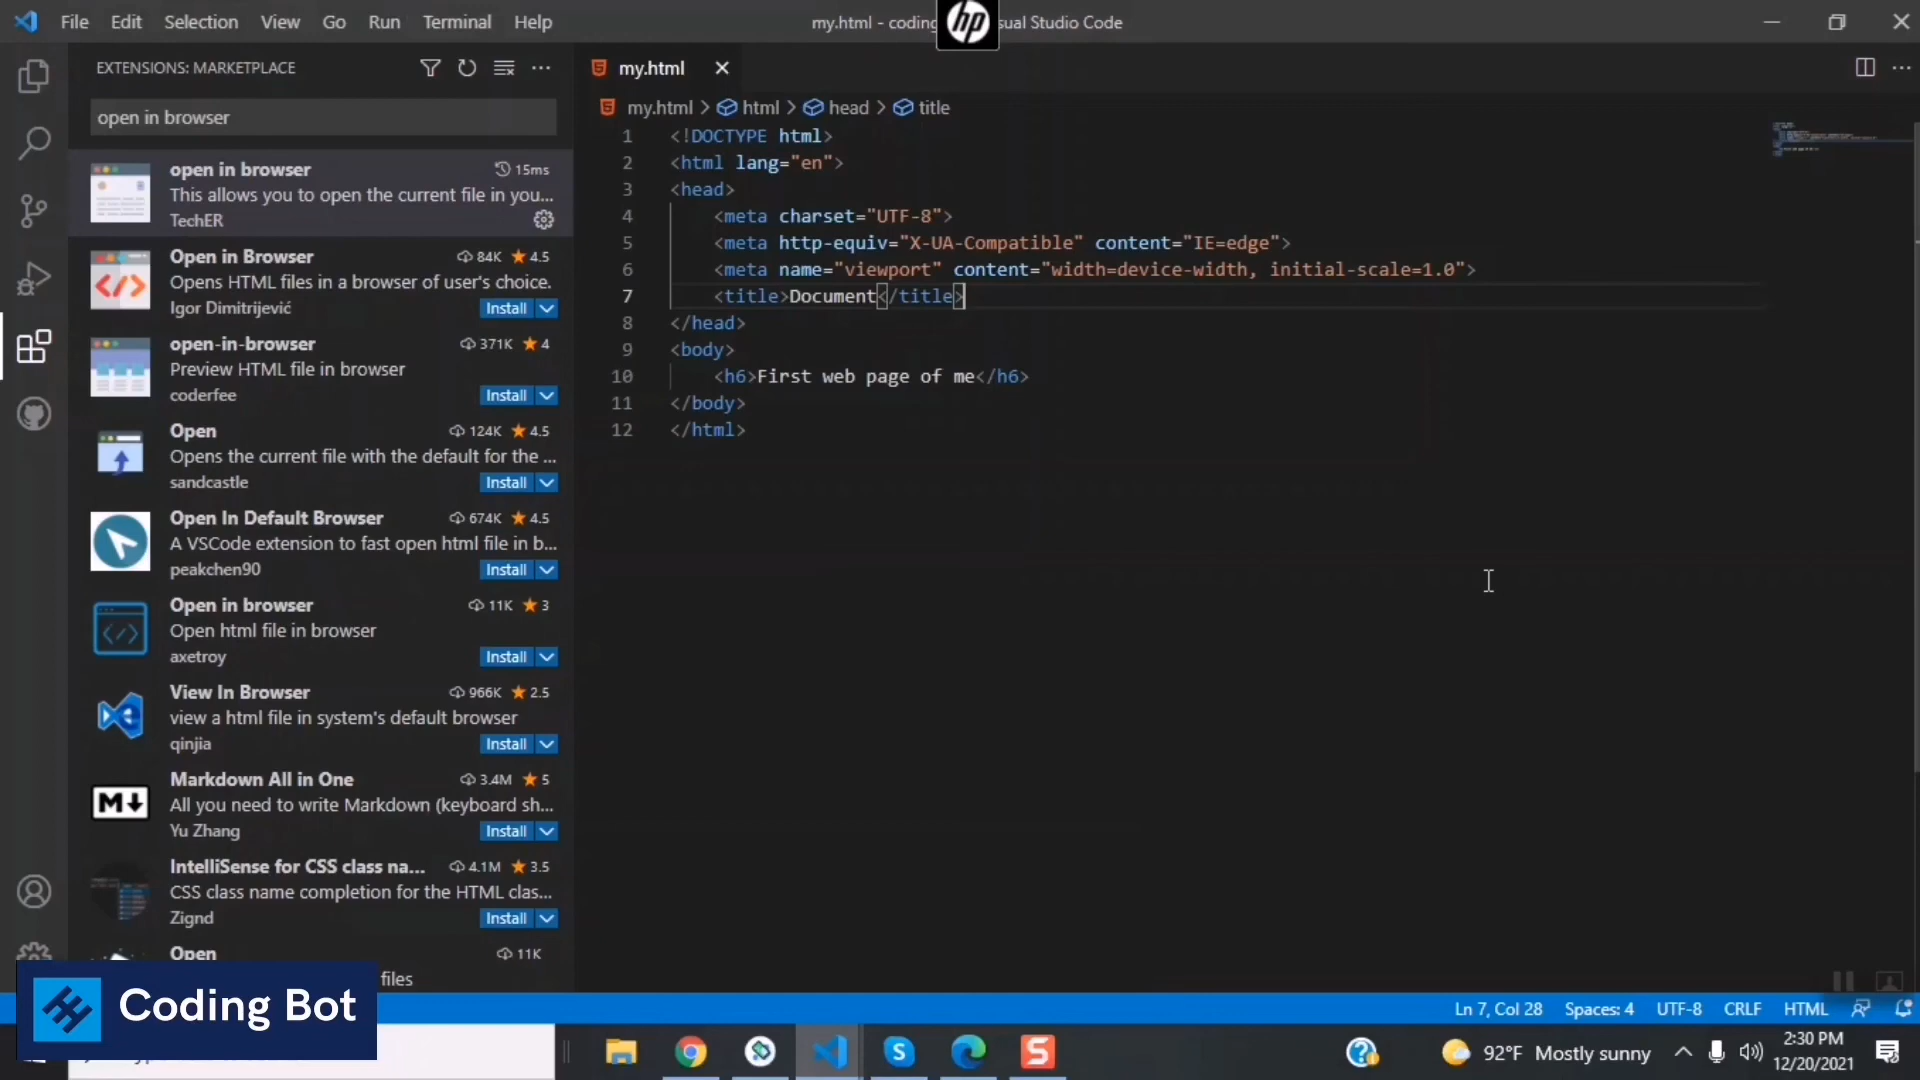 File Edit Selection View Go Run Terminal Help
my.html - coding
sual Studio Code
hp
EXTENSIONS: MARKETPLACE
open in browser
open in browser 15ms
This allows you to open the current file in you...
TechER
Open in Browser 84K 4.5
Opens HTML files in a browser of user's choice.
Igor Dimitrijević Install
open-in-browser 371K 4
Preview HTML file in browser
coderfee Install
Open 124K 4.5
Opens the current file with the default for the ...
sandcastle Install
Open In Default Browser 674K 4.5
A VSCode extension to fast open html file in b...
peakchen90 Install
Open in browser 11K 3
Open html file in browser
axetroy Install
View In Browser 966K 2.5
view a html file in system's default browser
qinjia Install
M
Markdown All in One 3.4M 5
All you need to write Markdown (keyboard sh...
Yu Zhang Install
IntelliSense for CSS class na... 4.1M 3.5
CSS class name completion for the HTML clas...
Zignd Install
Open 11K
files
my.html
my.html > html > head > title
1 <!DOCTYPE html>
2 <html lang="en">
3 <head>
4 <meta charset="UTF-8">
5 <meta http-equiv="X-UA-Compatible" content="IE=edge">
6 <meta name="viewport" content="width=device-width, initial-scale=1.0">
7 <title>Document</title>
8 </head>
9 <body>
10 <h6>First web page of me</h6>
11 </body>
12 </html>
Coding Bot
Ln 7, Col 28 Spaces: 4 UTF-8 CRLF HTML
92°F Mostly sunny
2:30 PM
12/20/2021